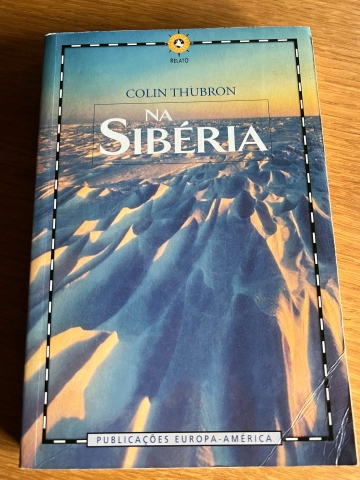 RELATO
COLIN THUBRON
NA
SIBÉRIA
PUBLICAÇÕES EUROPA-AMÉRICA